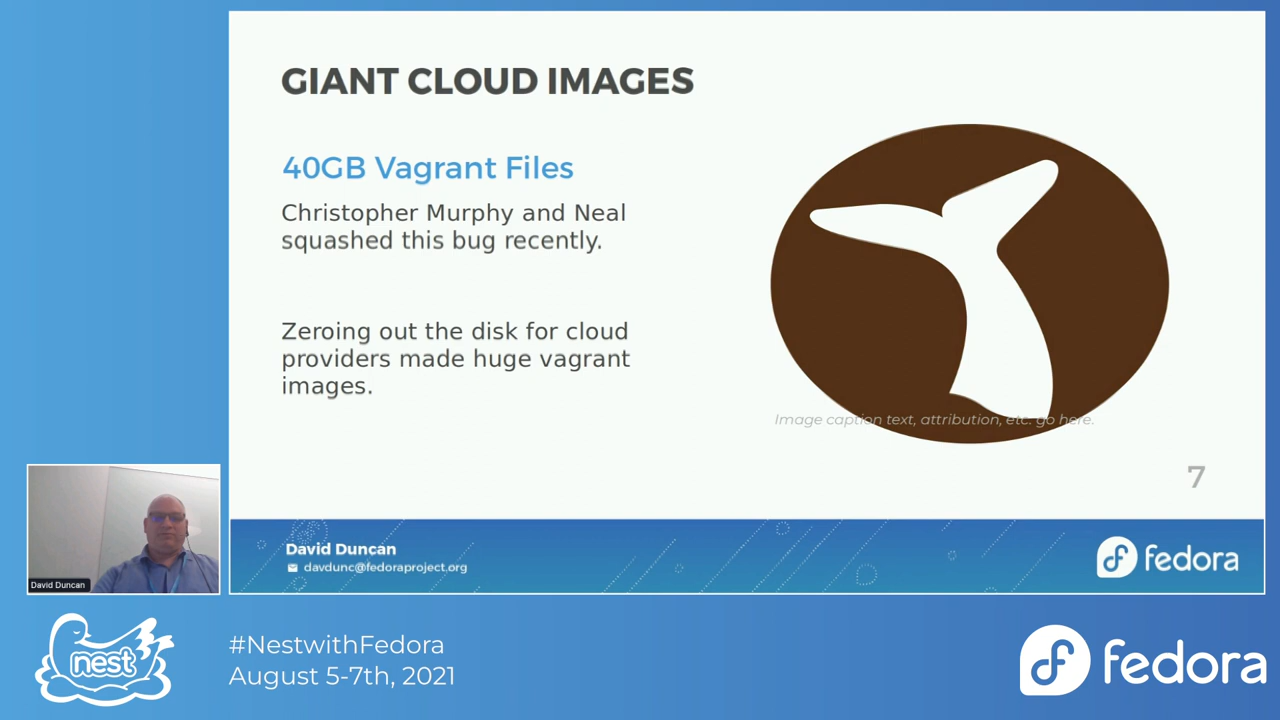 GIANT CLOUD IMAGES
40GB Vagrant Files
Christopher Murphy and Neal
squashed this bug recently.
Zeroing out the disk for cloud
providers made huge vagrant
images.
Image caption text, attribution, etc. go here.
7
David Duncan
davdunc@fedoraproject.org
fedora
David Duncan
nest
#NestwithFedora
August 5-7th, 2021
fedora